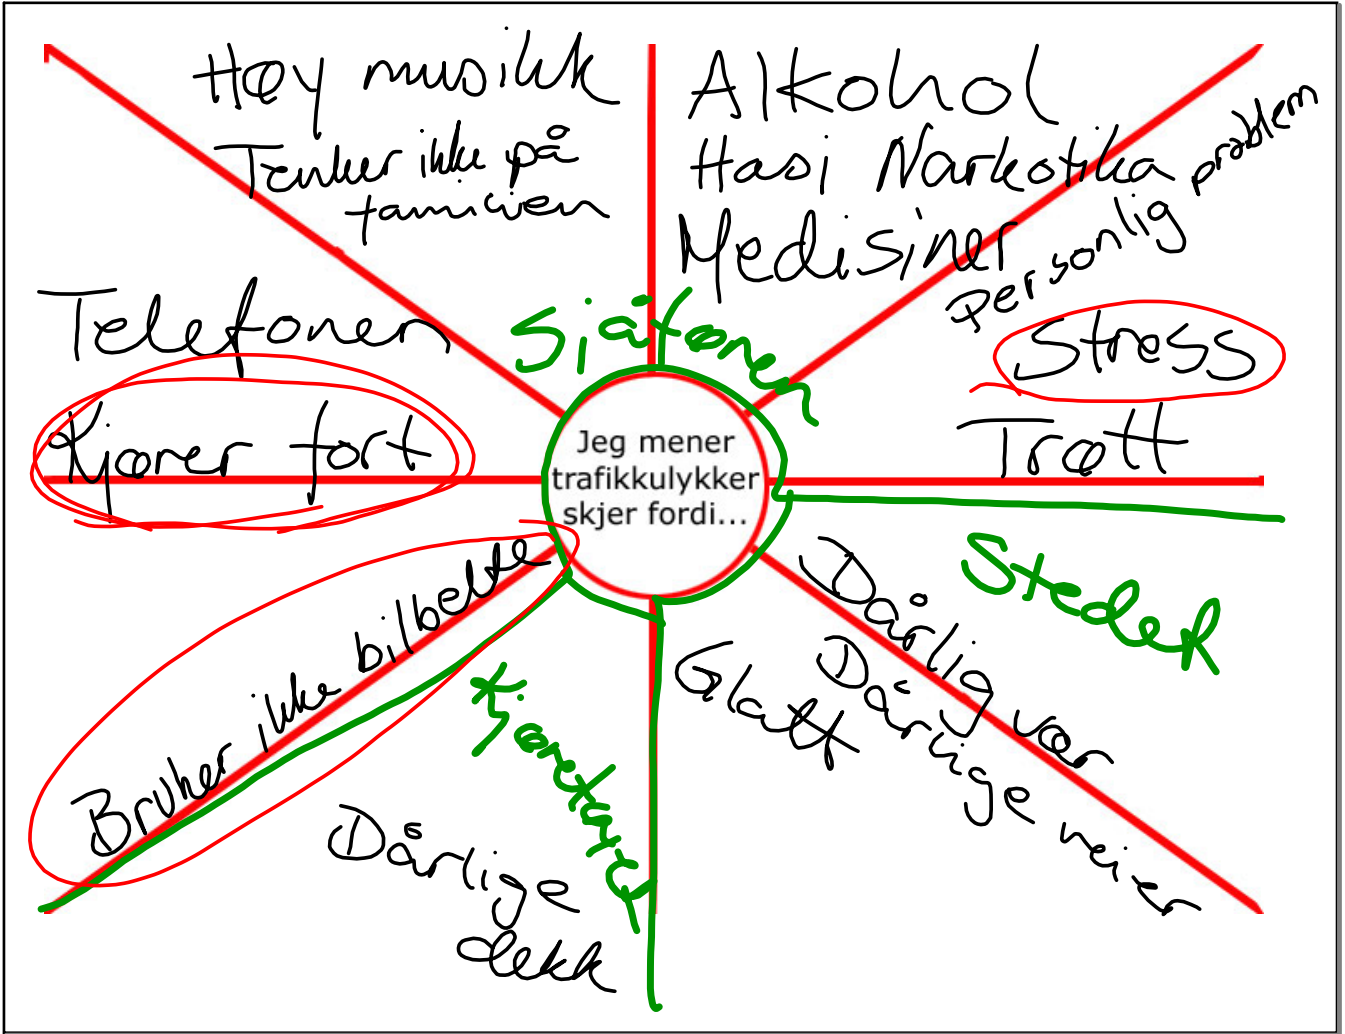 Høy musikk
Tenker ikke på
familien
Alkohol
Hasj Narkotika
Medisiner
personlig problem
Telefonen
Sjåføren
Stress
Kjører fort
Trøtt
Jeg mener
trafikkulykker
skjer fordi...
Bruker ikke bilbelte
Steder
Dårlig vær
Dårlige veier
Glatt
Kjøretøy
Dårlige
dekk